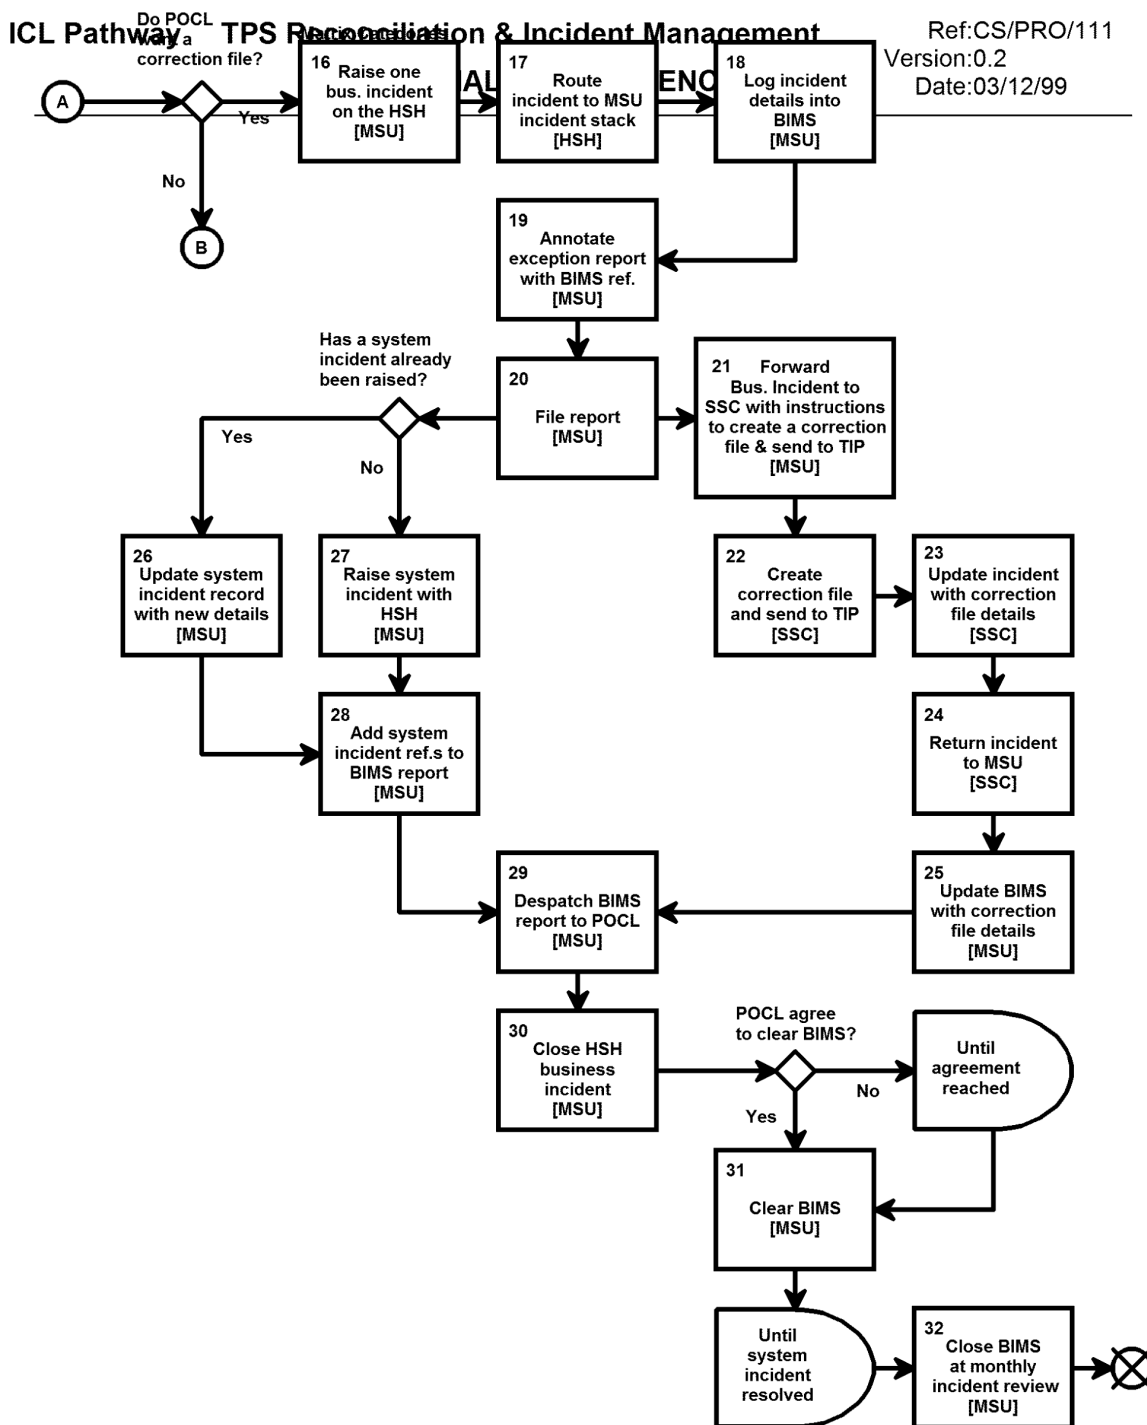 Do POCL
want a
correction file?
ICL Pathway
TPS Reconciliation & Incident Management
Matrix Categories
Ref:CS/PRO/111
Version:0.2
Date:03/12/99
A
Yes
No
B
16
Raise one
bus. incident
on the HSH
[MSU]
17
Route
incident to MSU
incident stack
[HSH]
18
Log incident
details into
BIMS
[MSU]
19
Annotate
exception report
with BIMS ref.
[MSU]
Has a system
incident already
been raised?
Yes
No
20
File report
[MSU]
21
Forward
Bus. Incident to
SSC with instructions
to create a correction
file & send to TIP
[MSU]
26
Update system
incident record
with new details
[MSU]
27
Raise system
incident with
HSH
[MSU]
22
Create
correction file
and send to TIP
[SSC]
23
Update incident
with correction
file details
[SSC]
28
Add system
incident ref.s to
BIMS report
[MSU]
24
Return incident
to MSU
[SSC]
29
Despatch BIMS
report to POCL
[MSU]
25
Update BIMS
with correction
file details
[MSU]
30
Close HSH
business
incident
[MSU]
POCL agree
to clear BIMS?
No
Yes
Until
agreement
reached
31
Clear BIMS
[MSU]
Until
system
incident
resolved
32
Close BIMS
at monthly
incident review
[MSU]